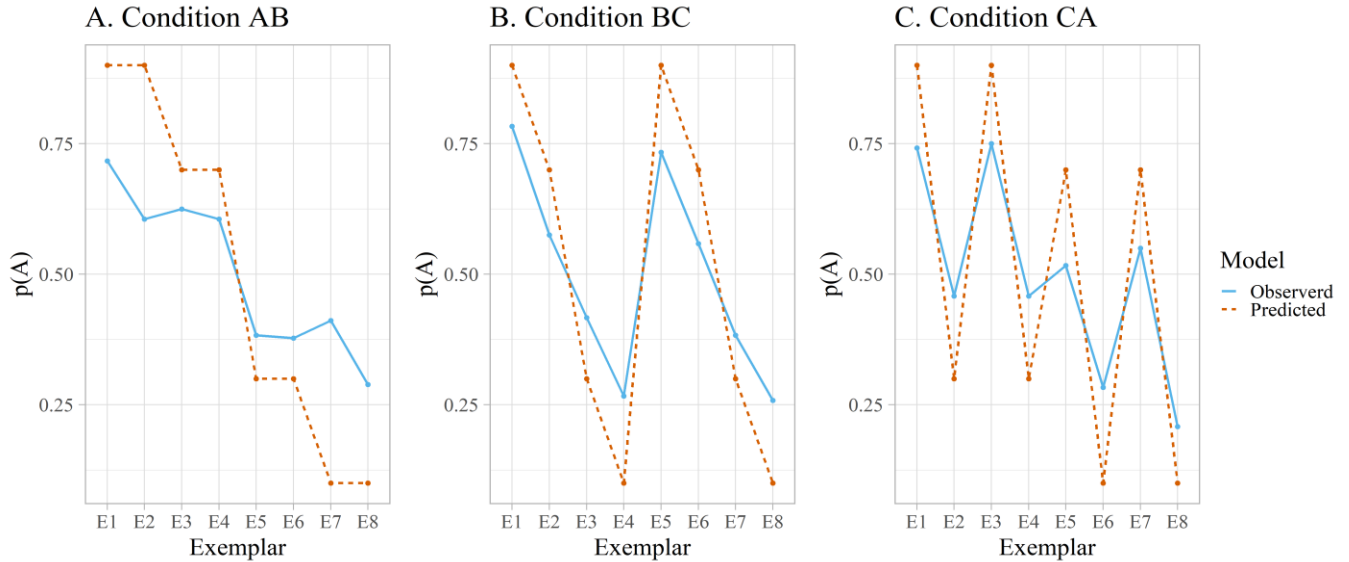 A. Condition AB
p(A)
0.75
0.50
0.25
E1 E2 E3 E4 E5 E6 E7 E8
Exemplar
B. Condition BC
p(A)
0.75
0.50
0.25
E1 E2 E3 E4 E5 E6 E7 E8
Exemplar
C. Condition CA
p(A)
0.75
0.50
0.25
E1 E2 E3 E4 E5 E6 E7 E8
Exemplar
Model
Observerd
Predicted